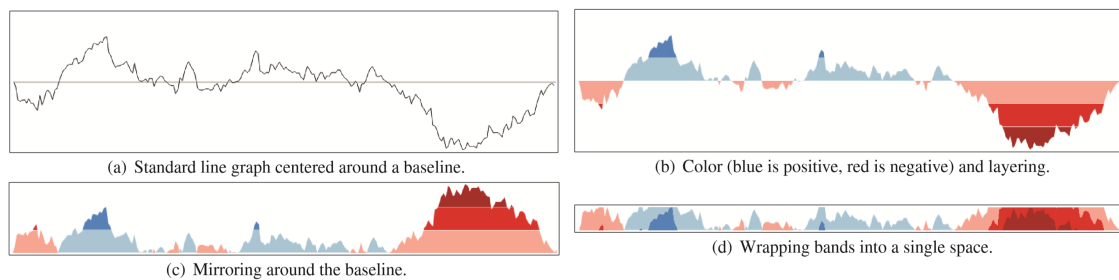 (a) Standard line graph centered around a baseline.
(b) Color (blue is positive, red is negative) and layering.
(c) Mirroring around the baseline.
(d) Wrapping bands into a single space.